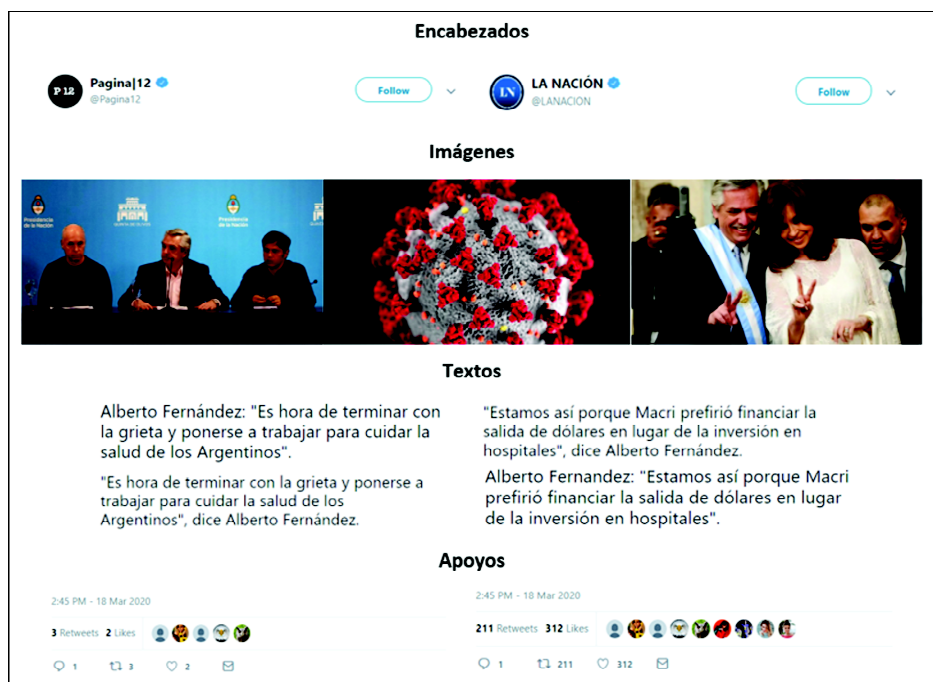 Encabezados
P 12
Pagina|12
@Pagina12
Follow
LN
LA NACIÓN
@LANACION
Follow
Imágenes
Presidencia
de la Nación
Presidencia
de la Nación
Textos
Alberto Fernández: "Es hora de terminar con
la grieta y ponerse a trabajar para cuidar la
salud de los Argentinos".
"Es hora de terminar con la grieta y ponerse a
trabajar para cuidar la salud de los
Argentinos", dice Alberto Fernández.
"Estamos así porque Macri prefirió financiar la
salida de dólares en lugar de la inversión en
hospitales", dice Alberto Fernández.
Alberto Fernandez: "Estamos así porque Macri
prefirió financiar la salida de dólares en lugar
de la inversión en hospitales".
Apoyos
2:45 PM - 18 Mar 2020
3 Retweets 2 Likes
1 3 2
2:45 PM - 18 Mar 2020
211 Retweets 312 Likes
1 211 312